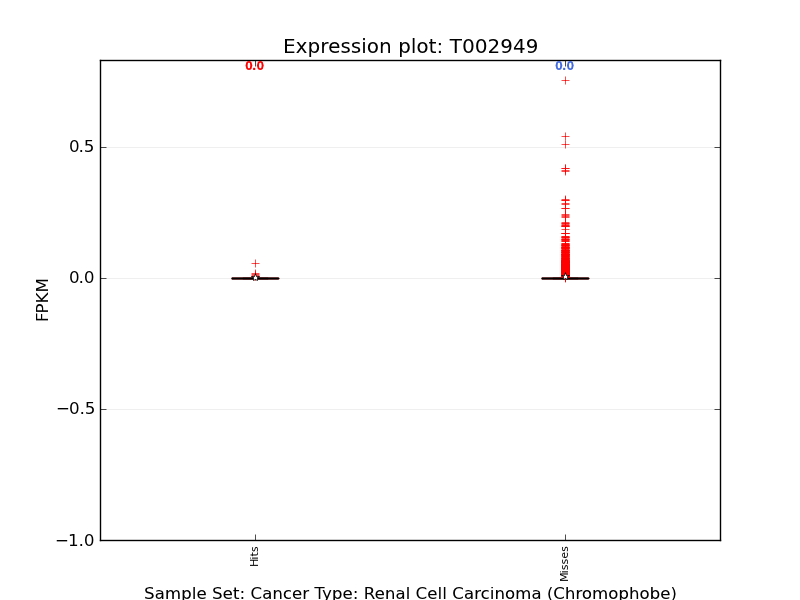 Expression plot: T002949
0.0 0.0
0.5
0.0
−0.5
−1.0
FPKM
Hits
Misses
Sample Set: Cancer Type: Renal Cell Carcinoma (Chromophobe)